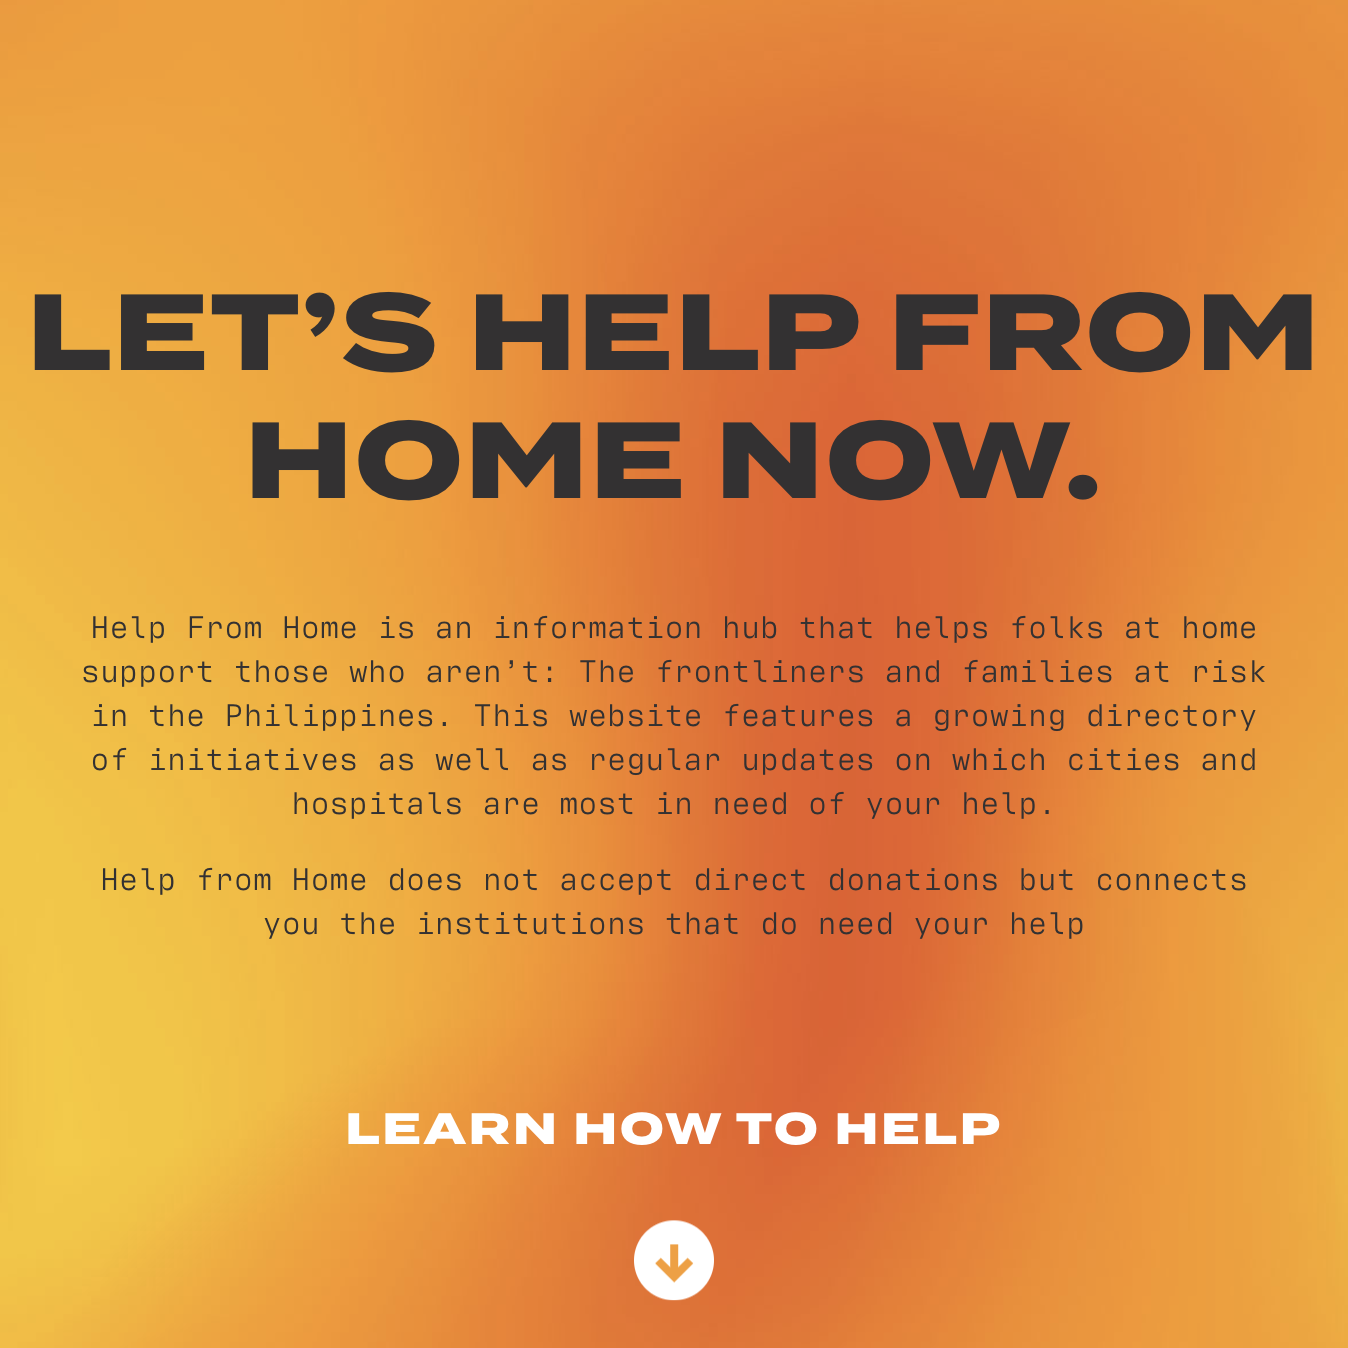 LET’S HELP FROM
HOME NOW.
Help From Home is an information hub that helps folks at home
support those who aren’t: The frontliners and families at risk
in the Philippines. This website features a growing directory
of initiatives as well as regular updates on which cities and
hospitals are most in need of your help.
Help from Home does not accept direct donations but connects
you the institutions that do need your help
LEARN HOW TO HELP